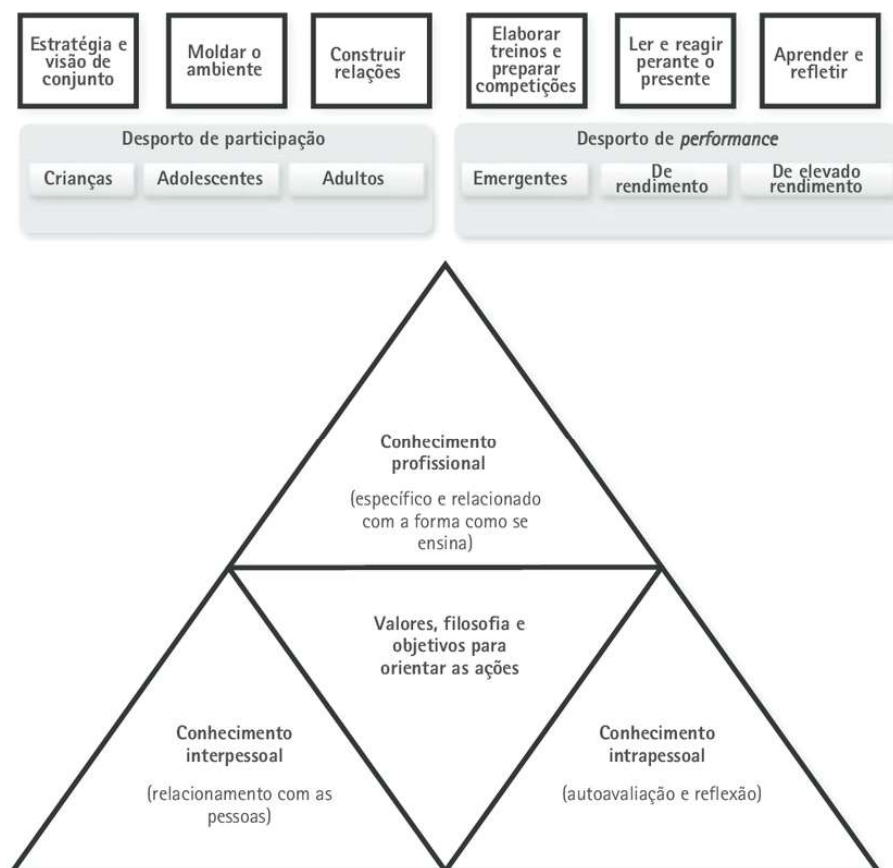 Estratégia e
visão de
conjunto
Moldar o
ambiente
Construir
relações
Elaborar
treinos e
preparar
competições
Ler e reagir
perante o
presente
Aprender e
refletir
Desporto de participação
Crianças
Adolescentes
Adultos
Desporto de performance
Emergentes
De
rendimento
De elevado
rendimento
Conhecimento
profissional
(específico e relacionado
com a forma como se
ensina)
Valores, filosofia e
objetivos para
orientar as ações
Conhecimento
interpessoal
(relacionamento com as
pessoas)
Conhecimento
intrapessoal
(autoavaliação e reflexão)